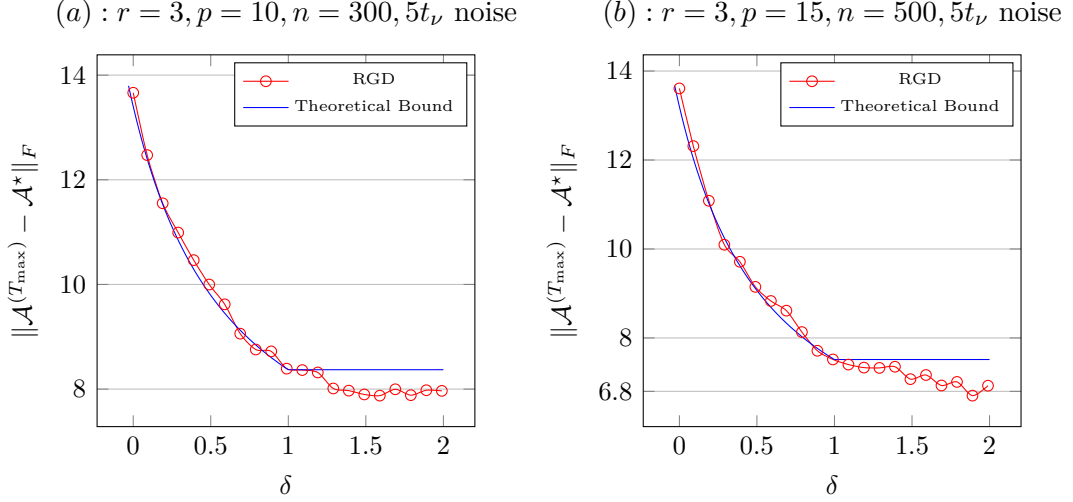 (a) : r = 3, p = 10, n = 300, 5t_ν noise
14
12
10
8
0
0.5
1
1.5
2
δ
||𝒜^(T_max) − 𝒜^⋆||_F
RGD
Theoretical Bound
(b) : r = 3, p = 15, n = 500, 5t_ν noise
14
12
10
8
6.8
0
0.5
1
1.5
2
δ
||𝒜^(T_max) − 𝒜^⋆||_F
RGD
Theoretical Bound